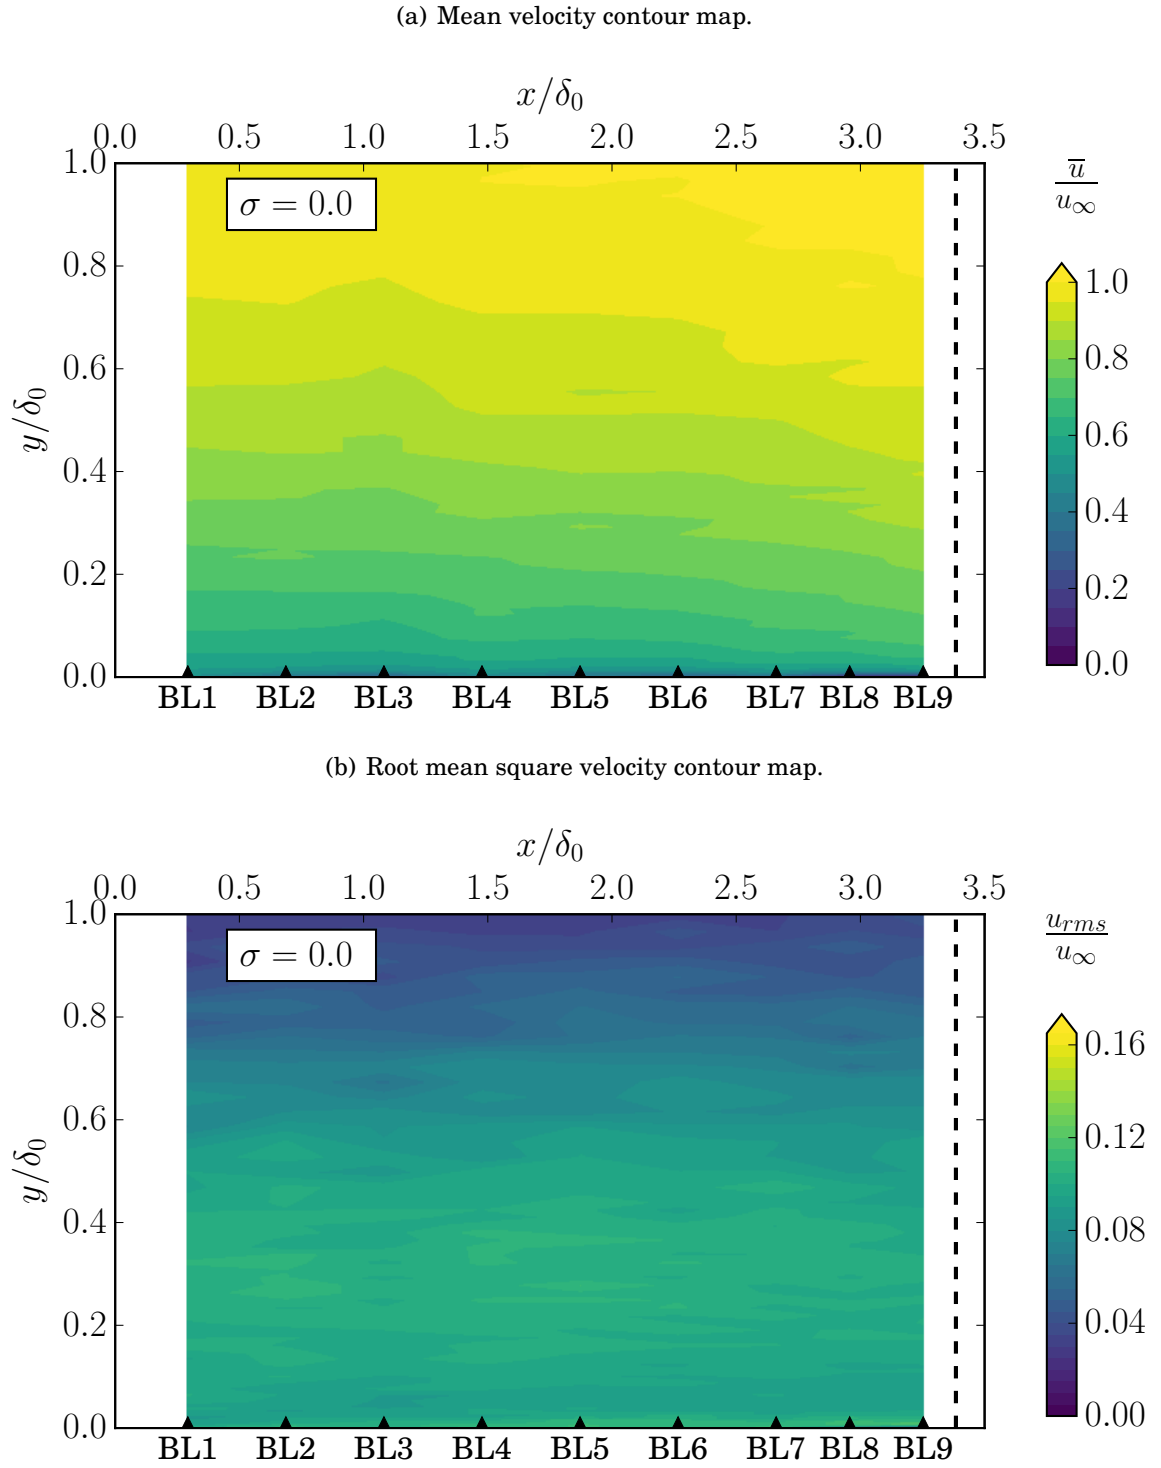 (a) Mean velocity contour map.
x/δ₀
0.0 0.5 1.0 1.5 2.0 2.5 3.0 3.5
1.0
0.8
0.6
0.4
0.2
0.0
y/δ₀
σ = 0.0
BL1 BL2 BL3 BL4 BL5 BL6 BL7 BL8 BL9
u̅
u∞
1.0
0.8
0.6
0.4
0.2
0.0
(b) Root mean square velocity contour map.
x/δ₀
0.0 0.5 1.0 1.5 2.0 2.5 3.0 3.5
1.0
0.8
0.6
0.4
0.2
0.0
y/δ₀
σ = 0.0
BL1 BL2 BL3 BL4 BL5 BL6 BL7 BL8 BL9
u_rms
u∞
0.16
0.12
0.08
0.04
0.00